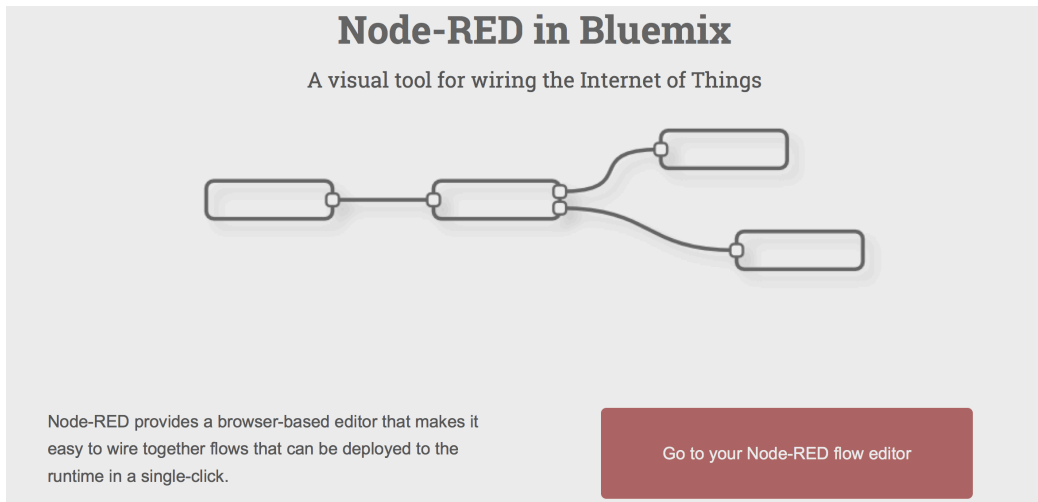 Node-RED in Bluemix
A visual tool for wiring the Internet of Things
Node-RED provides a browser-based editor that makes it
easy to wire together flows that can be deployed to the
runtime in a single-click.
Go to your Node-RED flow editor